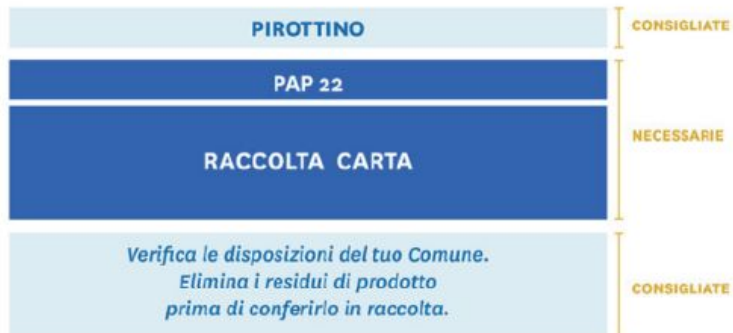 PIROTTINO
CONSIGLIATE
PAP 22
RACCOLTA CARTA
NECESSARIE
Verifica le disposizioni del tuo Comune.
Elimina i residui di prodotto
prima di conferirlo in raccolta.
CONSIGLIATE